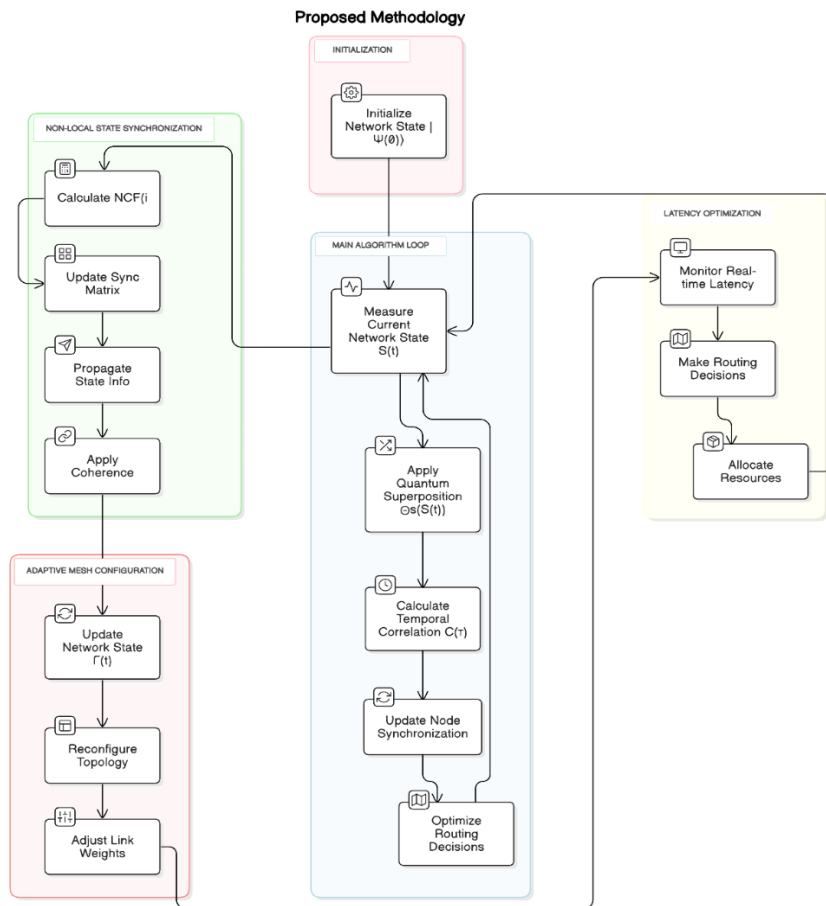 Proposed Methodology
INITIALIZATION
Initialize
Network State |
Ψ(0)⟩
NON-LOCAL STATE SYNCHRONIZATION
Calculate NCF(i
Update Sync
Matrix
Propagate
State Info
Apply
Coherence
MAIN ALGORITHM LOOP
Measure
Current
Network State
S(t)
Apply
Quantum
Superposition
Θs(S(t))
Calculate
Temporal
Correlation C(τ)
Update Node
Synchronization
Optimize
Routing
Decisions
LATENCY OPTIMIZATION
Monitor Real-
time Latency
Make Routing
Decisions
Allocate
Resources
ADAPTIVE MESH CONFIGURATION
Update
Network State
Γ(t)
Reconfigure
Topology
Adjust Link
Weights